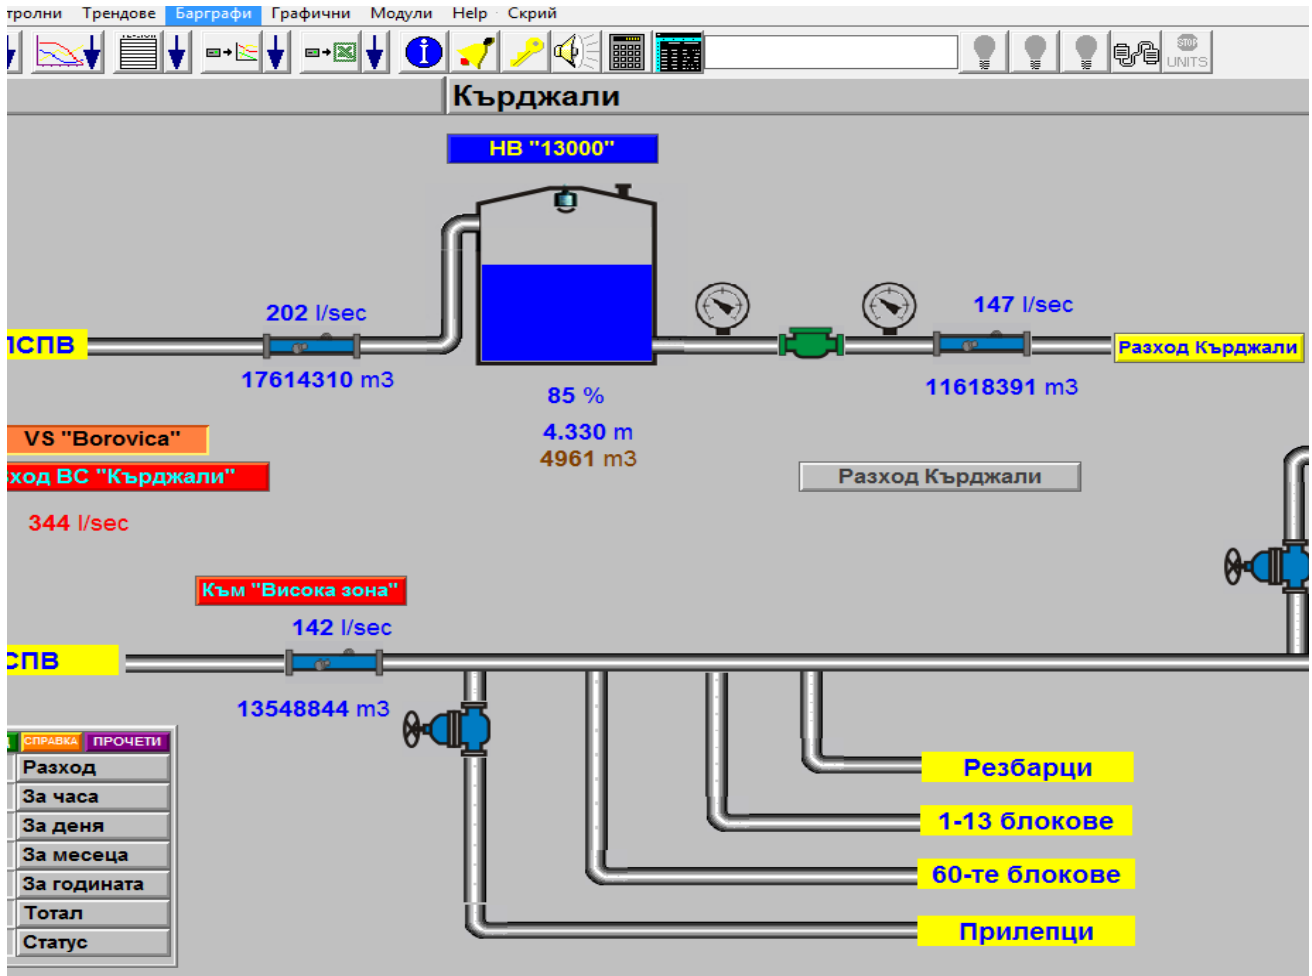 тролни Трендове Барграфи Графични Модули Help Скрий
STOP
UNITS
Кърджали
НВ "13000"
202 l/sec
147 l/sec
ПСПВ
Разход Кърджали
17614310 m3
85 %
11618391 m3
4.330 m
VS "Borovica"
4961 m3
ход ВС "Кърджали"
Разход Кърджали
344 l/sec
Към "Висока зона"
142 l/sec
СПВ
13548844 m3
СПРАВКА ПРОЧЕТИ
Разход
Резбарци
За часа
1-13 блокове
За деня
За месеца
60-те блокове
За годината
Тотал
Прилепци
Статус